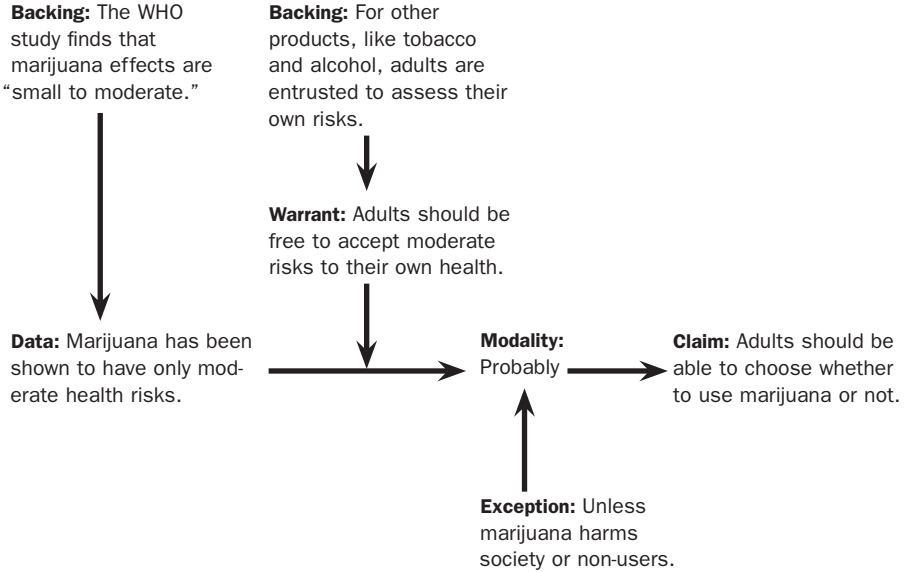 Backing: The WHO
study finds that
marijuana effects are
“small to moderate.”
Backing: For other
products, like tobacco
and alcohol, adults are
entrusted to assess their
own risks.
Warrant: Adults should be
free to accept moderate
risks to their own health.
Data: Marijuana has been
shown to have only mod-
erate health risks.
Modality:
Probably
Claim: Adults should be
able to choose whether
to use marijuana or not.
Exception: Unless
marijuana harms
society or non-users.